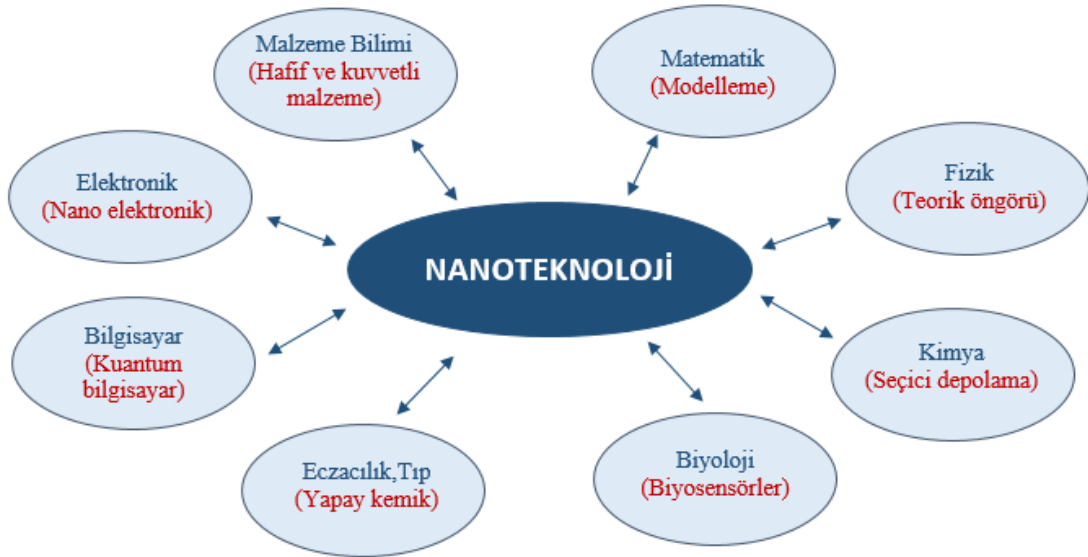 Malzeme Bilimi
(Hafif ve kuvvetli
malzeme)
Matematik
(Modelleme)
Elektronik
(Nano elektronik)
Fizik
(Teorik öngörü)
NANOTEKNOLOJİ
Bilgisayar
(Kuantum
bilgisayar)
Kimya
(Seçici depolama)
Eczacılık,Tıp
(Yapay kemik)
Biyoloji
(Biyosensörler)